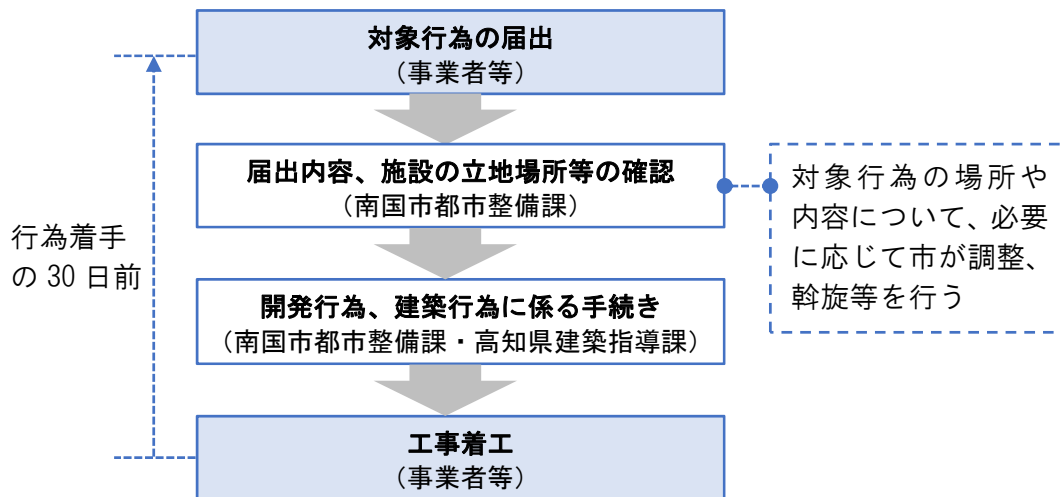 対象行為の届出
（事業者等）
届出内容、施設の立地場所等の確認
（南国市都市整備課）
対象行為の場所や
内容について、必要
に応じて市が調整、
斡旋等を行う
行為着手
の 30 日前
開発行為、建築行為に係る手続き
（南国市都市整備課・高知県建築指導課）
工事着工
（事業者等）